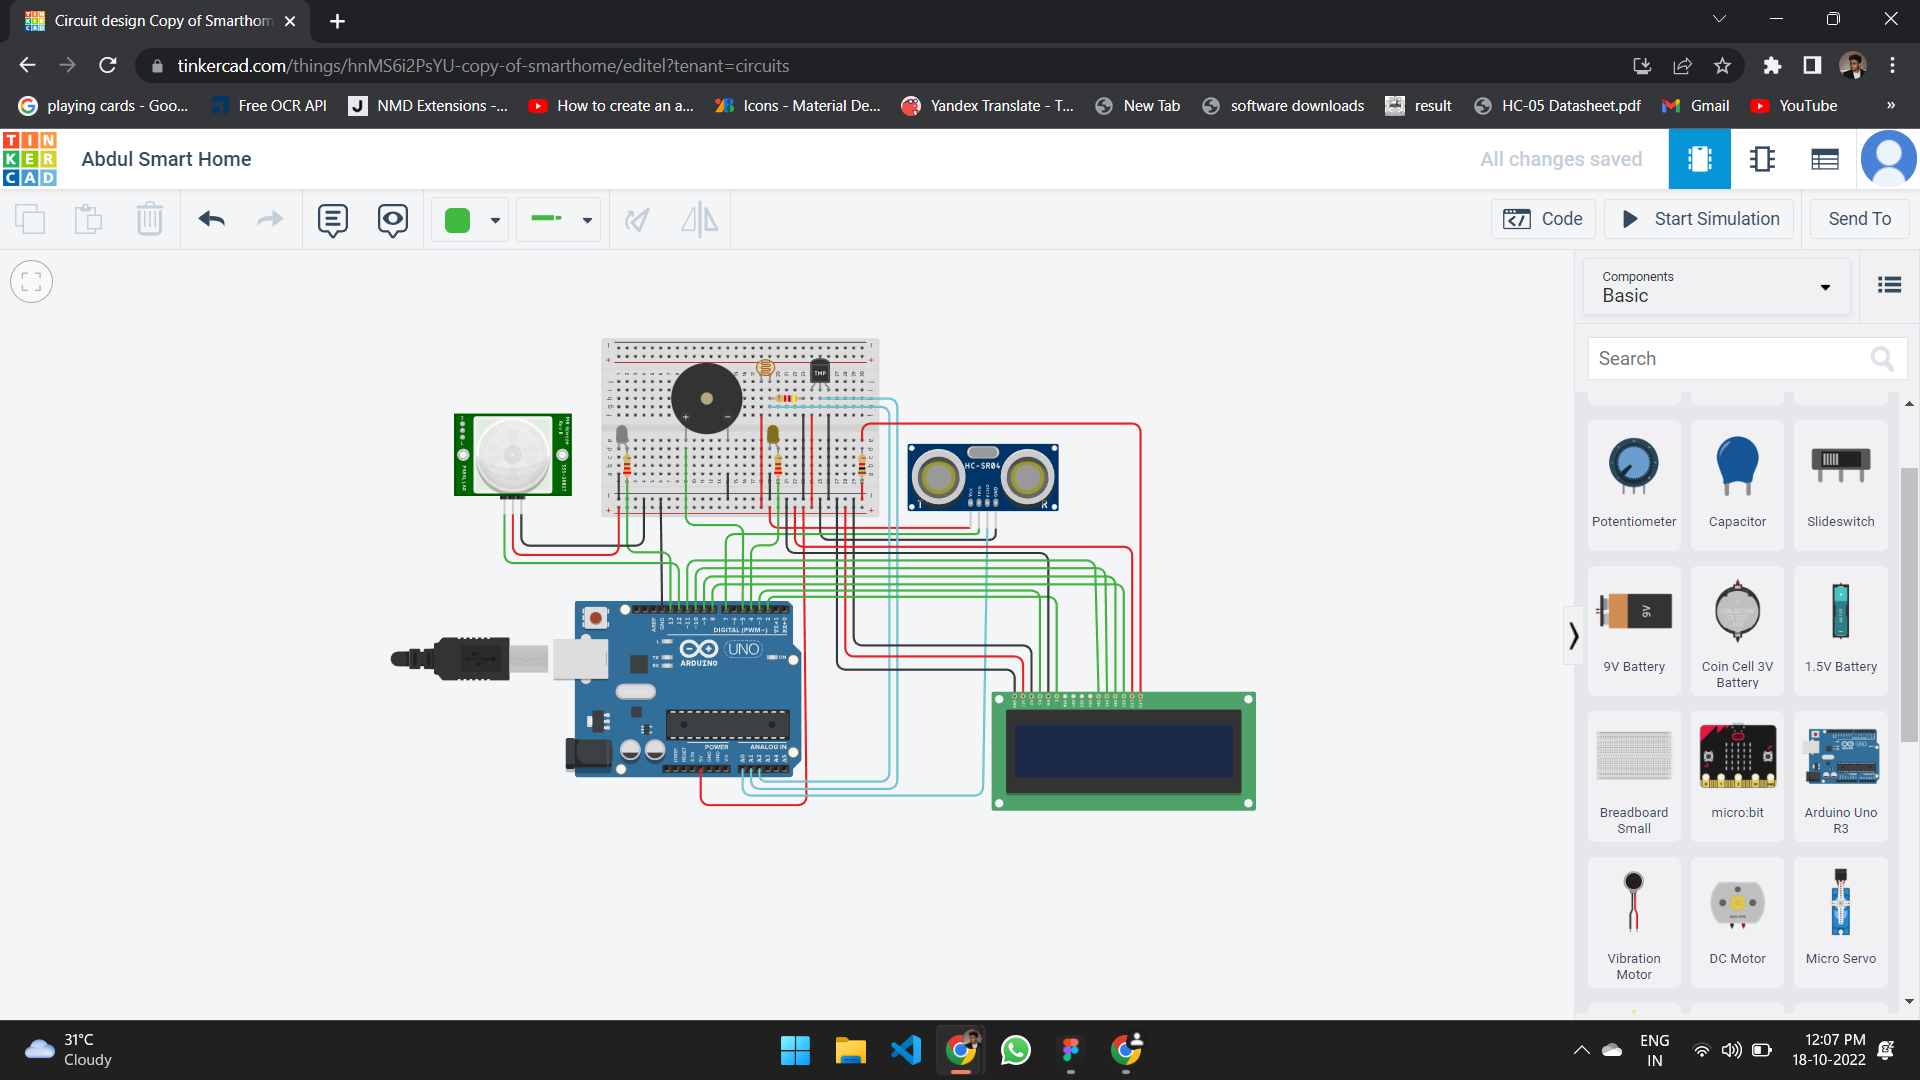 Circuit design Copy of Smarthom
tinkercad.com/things/hnMS6i2PsYU-copy-of-smarthome/editel?tenant=circuits
playing cards - Goo...
Free OCR API
NMD Extensions -...
How to create an a...
Icons - Material De...
Yandex Translate - T...
New Tab
software downloads
result
HC-05 Datasheet.pdf
Gmail
YouTube
»
TIN
KER
CAD
Abdul Smart Home
All changes saved
Code
Start Simulation
Send To
Components
Basic
Search
TMP
HC-SR04
T
R
DIGITAL (PWM~)
UNO
ARDUINO
TX
RX
ON
POWER
ANALOG IN
Potentiometer
Capacitor
Slideswitch
9V
9V Battery
Coin Cell 3V
Battery
1.5V Battery
Breadboard
Small
micro:bit
Arduino Uno
R3
Vibration
Motor
DC Motor
Micro Servo
31°C
Cloudy
ENG
IN
12:07 PM
18-10-2022